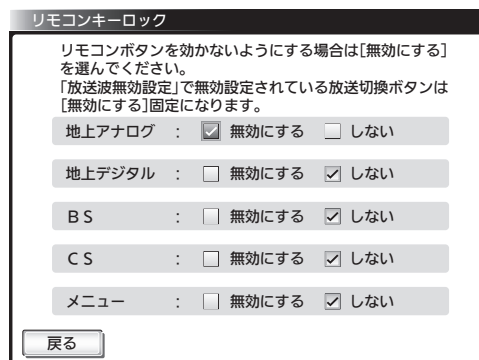 リモコンキーロック
リモコンボタンを効かないようにする場合は[無効にする]
を選んでください。
「放送波無効設定」で無効設定されている放送切換ボタンは
[無効にする]固定になります。
地上アナログ : 無効にする しない
地上デジタル : 無効にする しない
BS : 無効にする しない
CS : 無効にする しない
メニュー : 無効にする しない
戻る